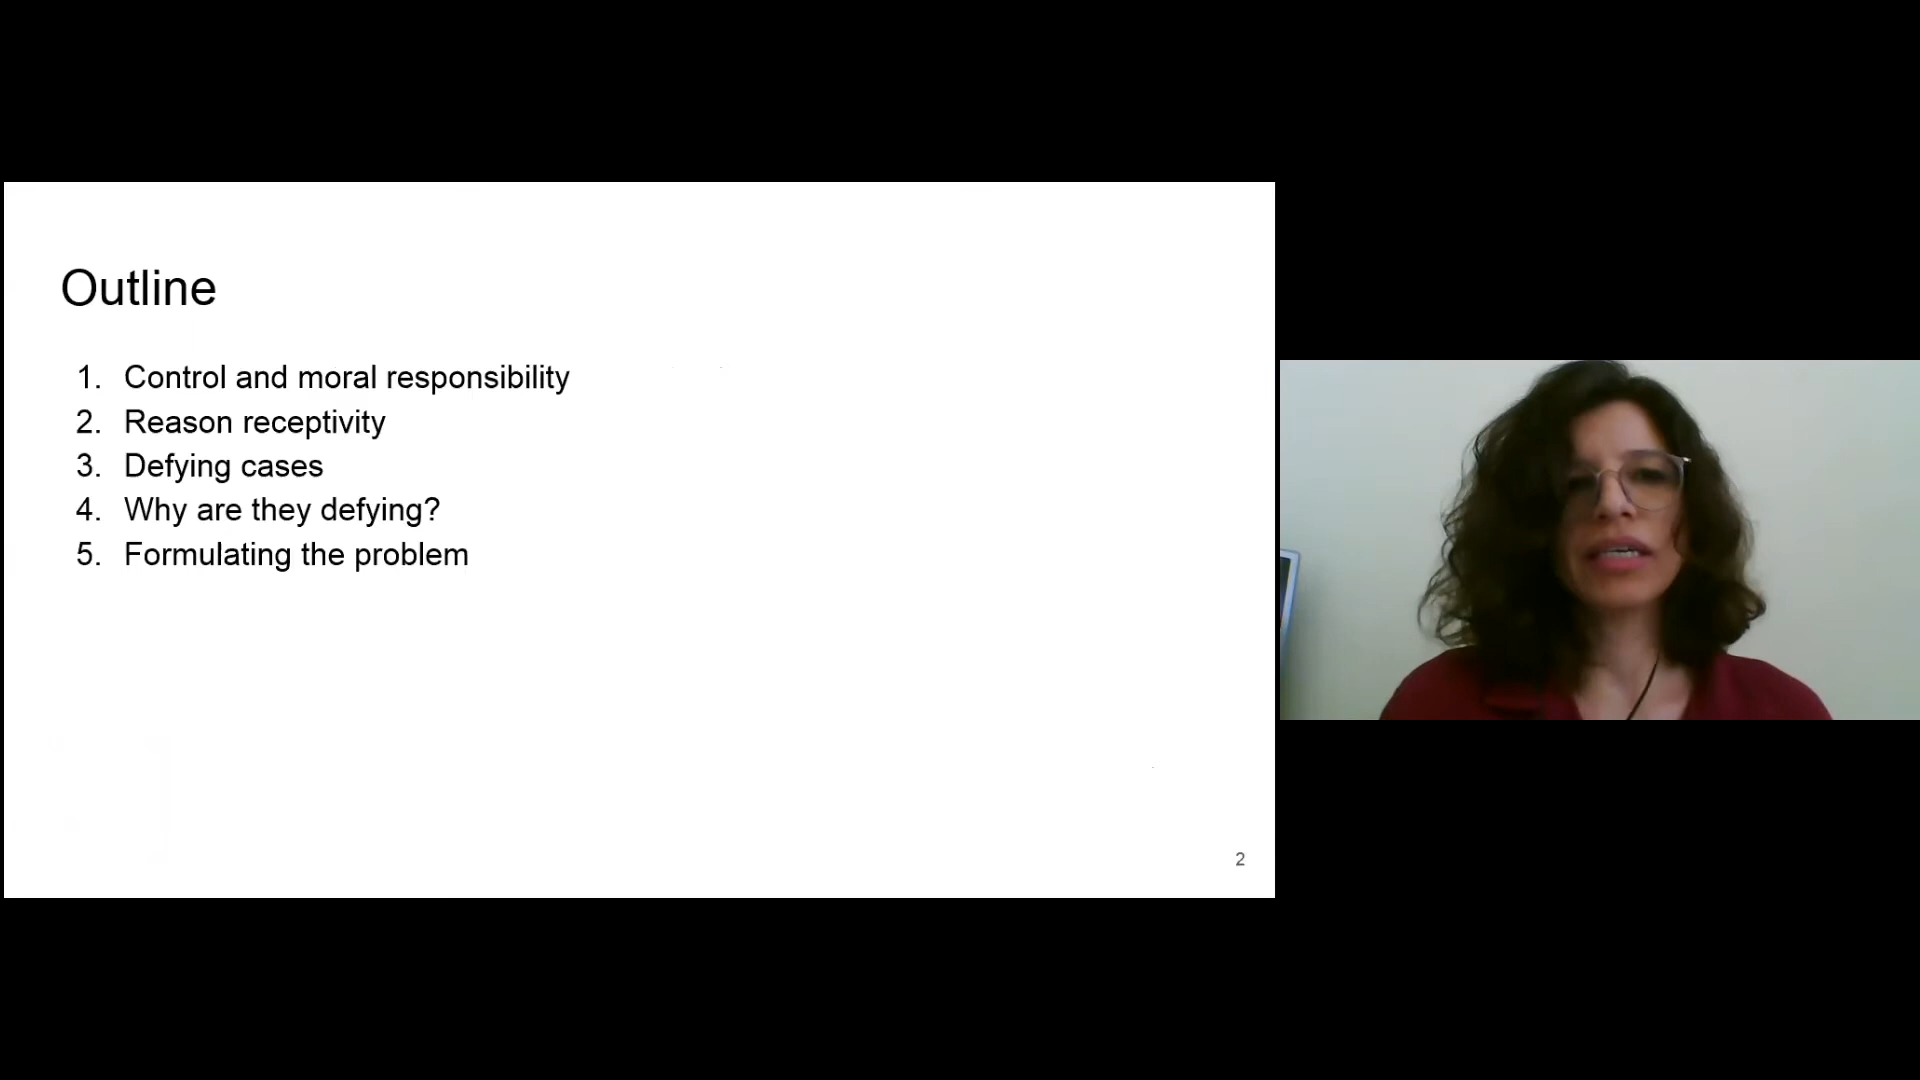 Outline
1. Control and moral responsibility
2. Reason receptivity
3. Defying cases
4. Why are they defying?
5. Formulating the problem
2